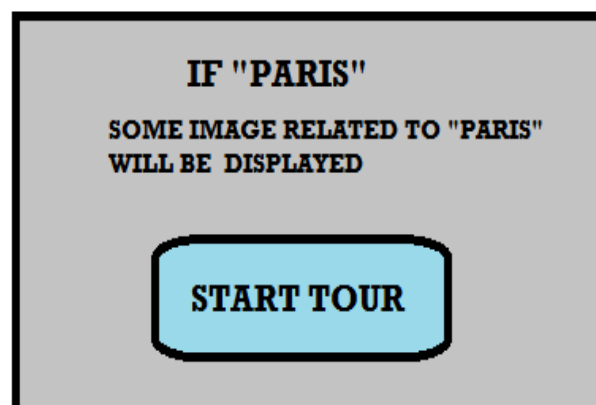 IF "PARIS"
SOME IMAGE RELATED TO "PARIS"
WILL BE DISPLAYED
START TOUR